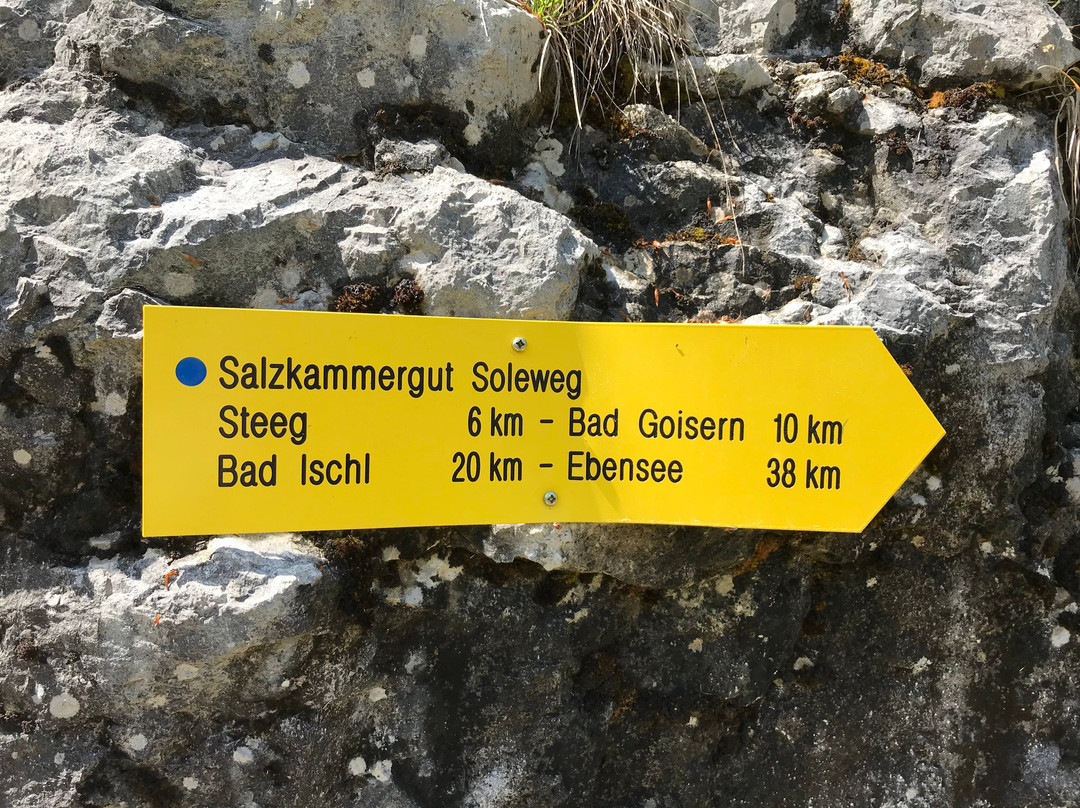 Salzkammergut Soleweg
Steeg 6 km - Bad Goisern 10 km
Bad Ischl 20 km - Ebensee 38 km